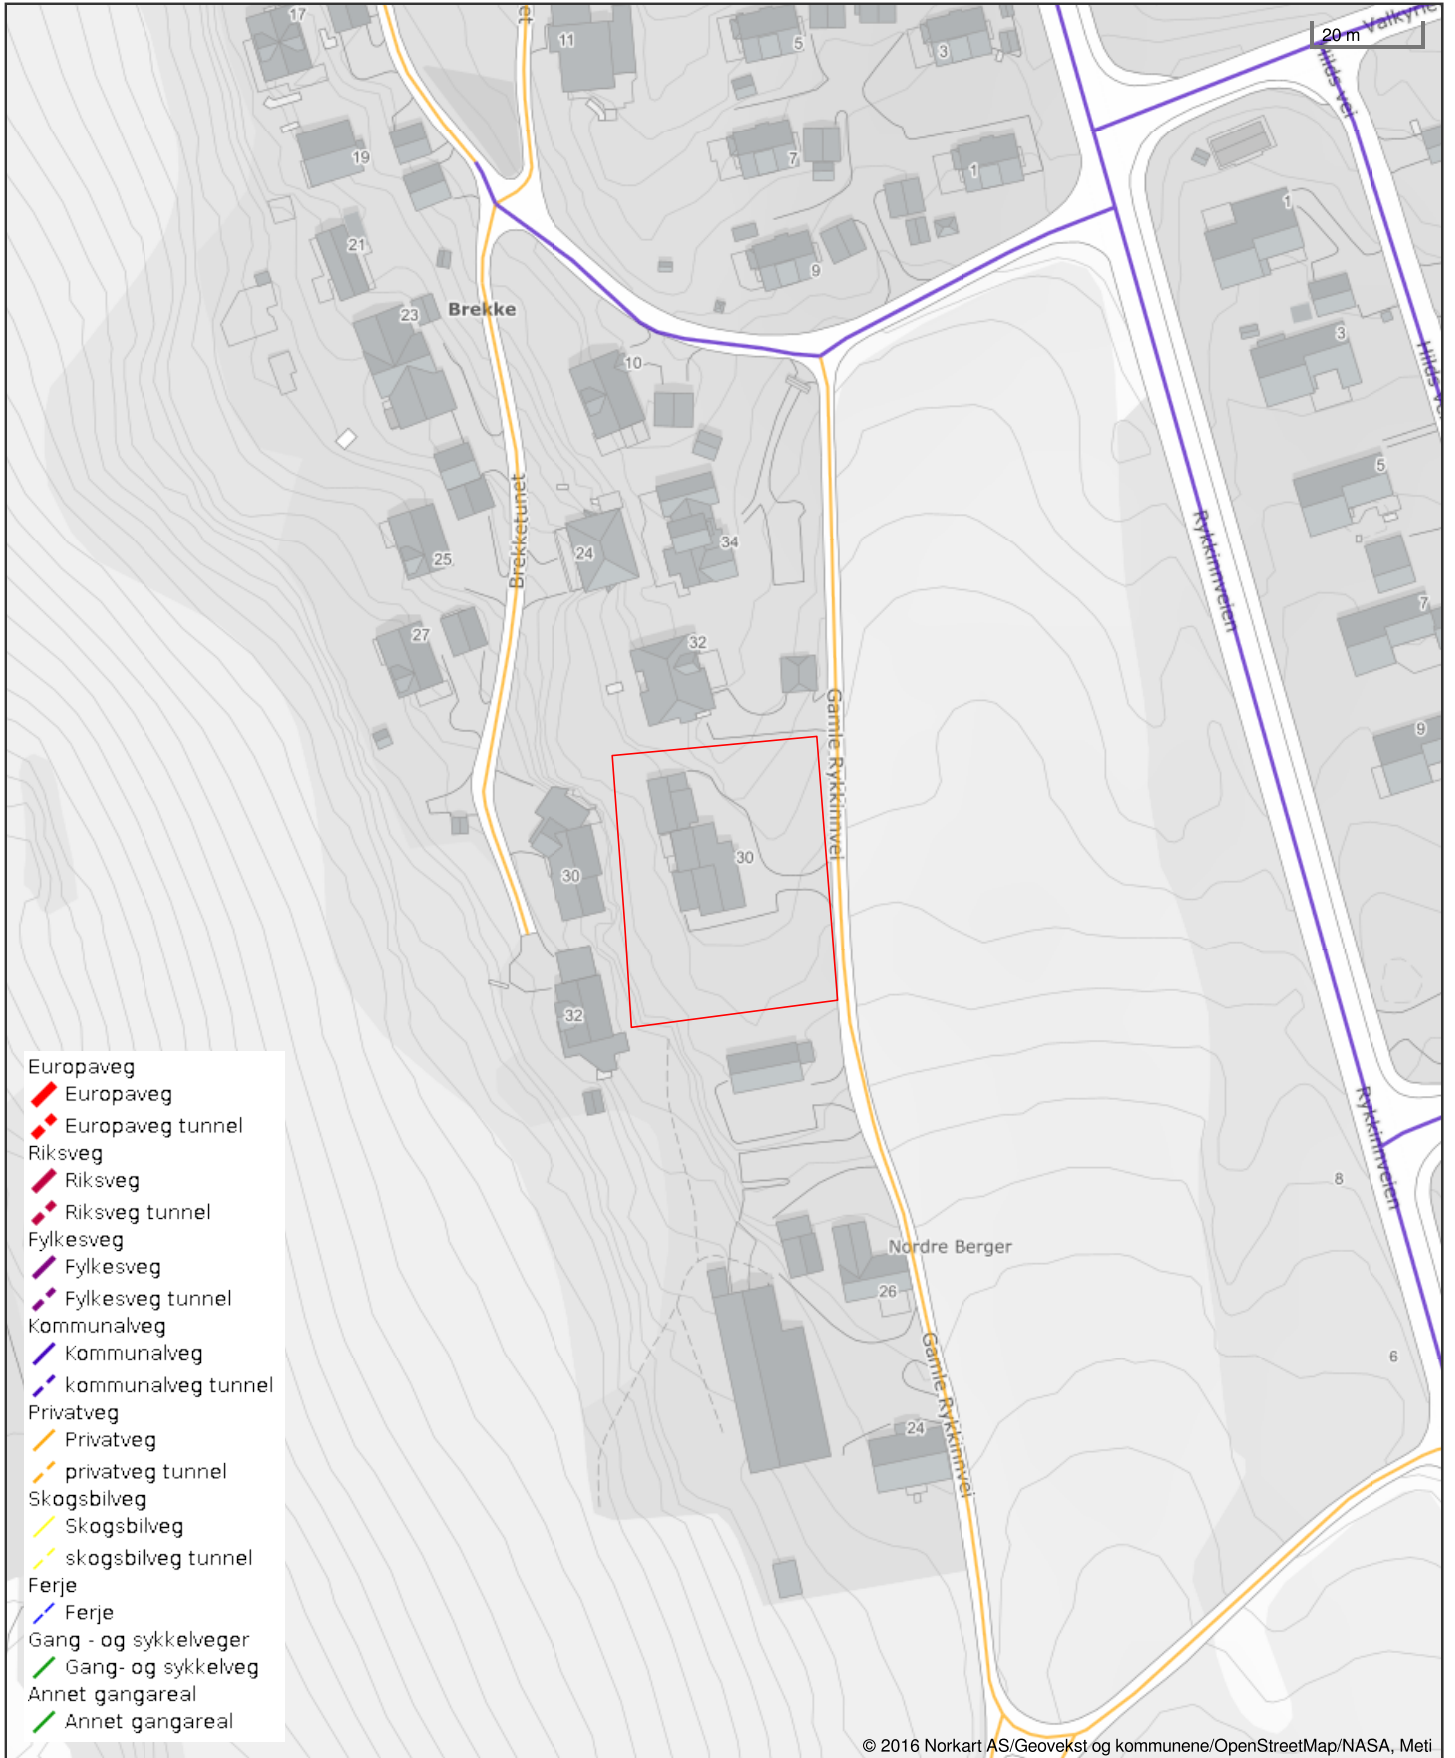 17
et
11
5
3
Valkyrie
20 m
Hilds vei
19
7
1
21
9
1
Brekke
23
3
10
Hilds ve
5
Brekketunet
25
24
34
Rykkinnveien
27
32
7
Gamle Rykkinnvei
9
30
30
32
Europaveg
Europaveg
Europaveg tunnel
Riksveg
Riksveg
Riksveg tunnel
Fylkesveg
Fylkesveg
Fylkesveg tunnel
Kommunalveg
Kommunalveg
kommunalveg tunnel
Privatveg
Privatveg
privatveg tunnel
Skogsbilveg
Skogsbilveg
skogsbilveg tunnel
Ferje
Ferje
Gang - og sykkelveger
Gang- og sykkelveg
Annet gangareal
Annet gangareal
Rykkinnveien
8
Nordre Berger
26
Gamle Rykkinnvei
6
24
© 2016 Norkart AS/Geovekst og kommunene/OpenStreetMap/NASA, Meti